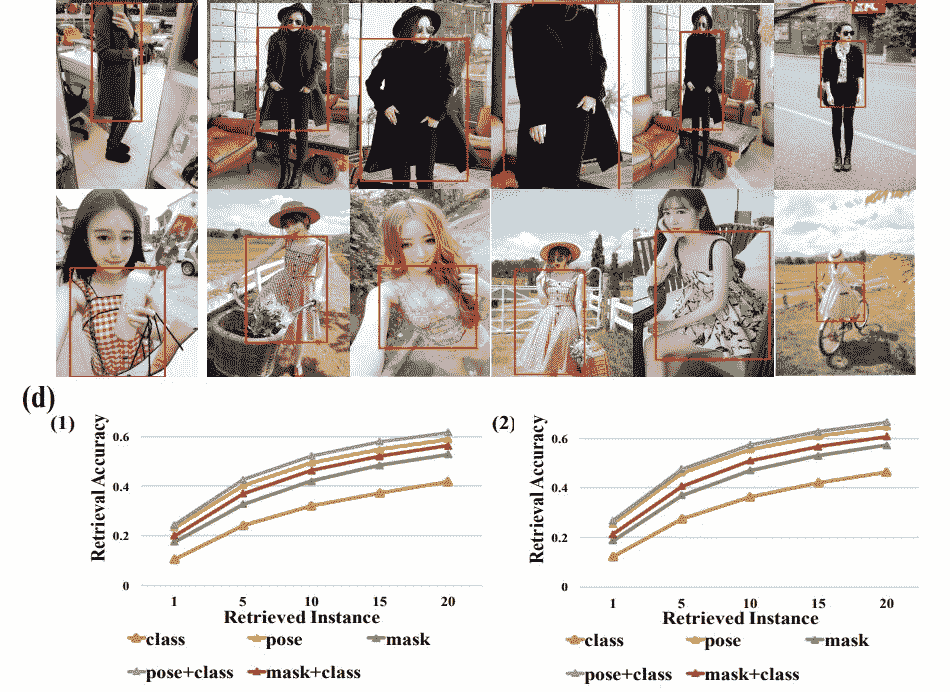 (d)
(1)
Retrieval Accuracy
0.6
0.4
0.2
0
1 5 10 15 20
Retrieved Instance
class pose mask
pose+class mask+class
(2)
Retrieval Accuracy
0.6
0.4
0.2
0
1 5 10 15 20
Retrieved Instance
class pose mask
pose+class mask+class